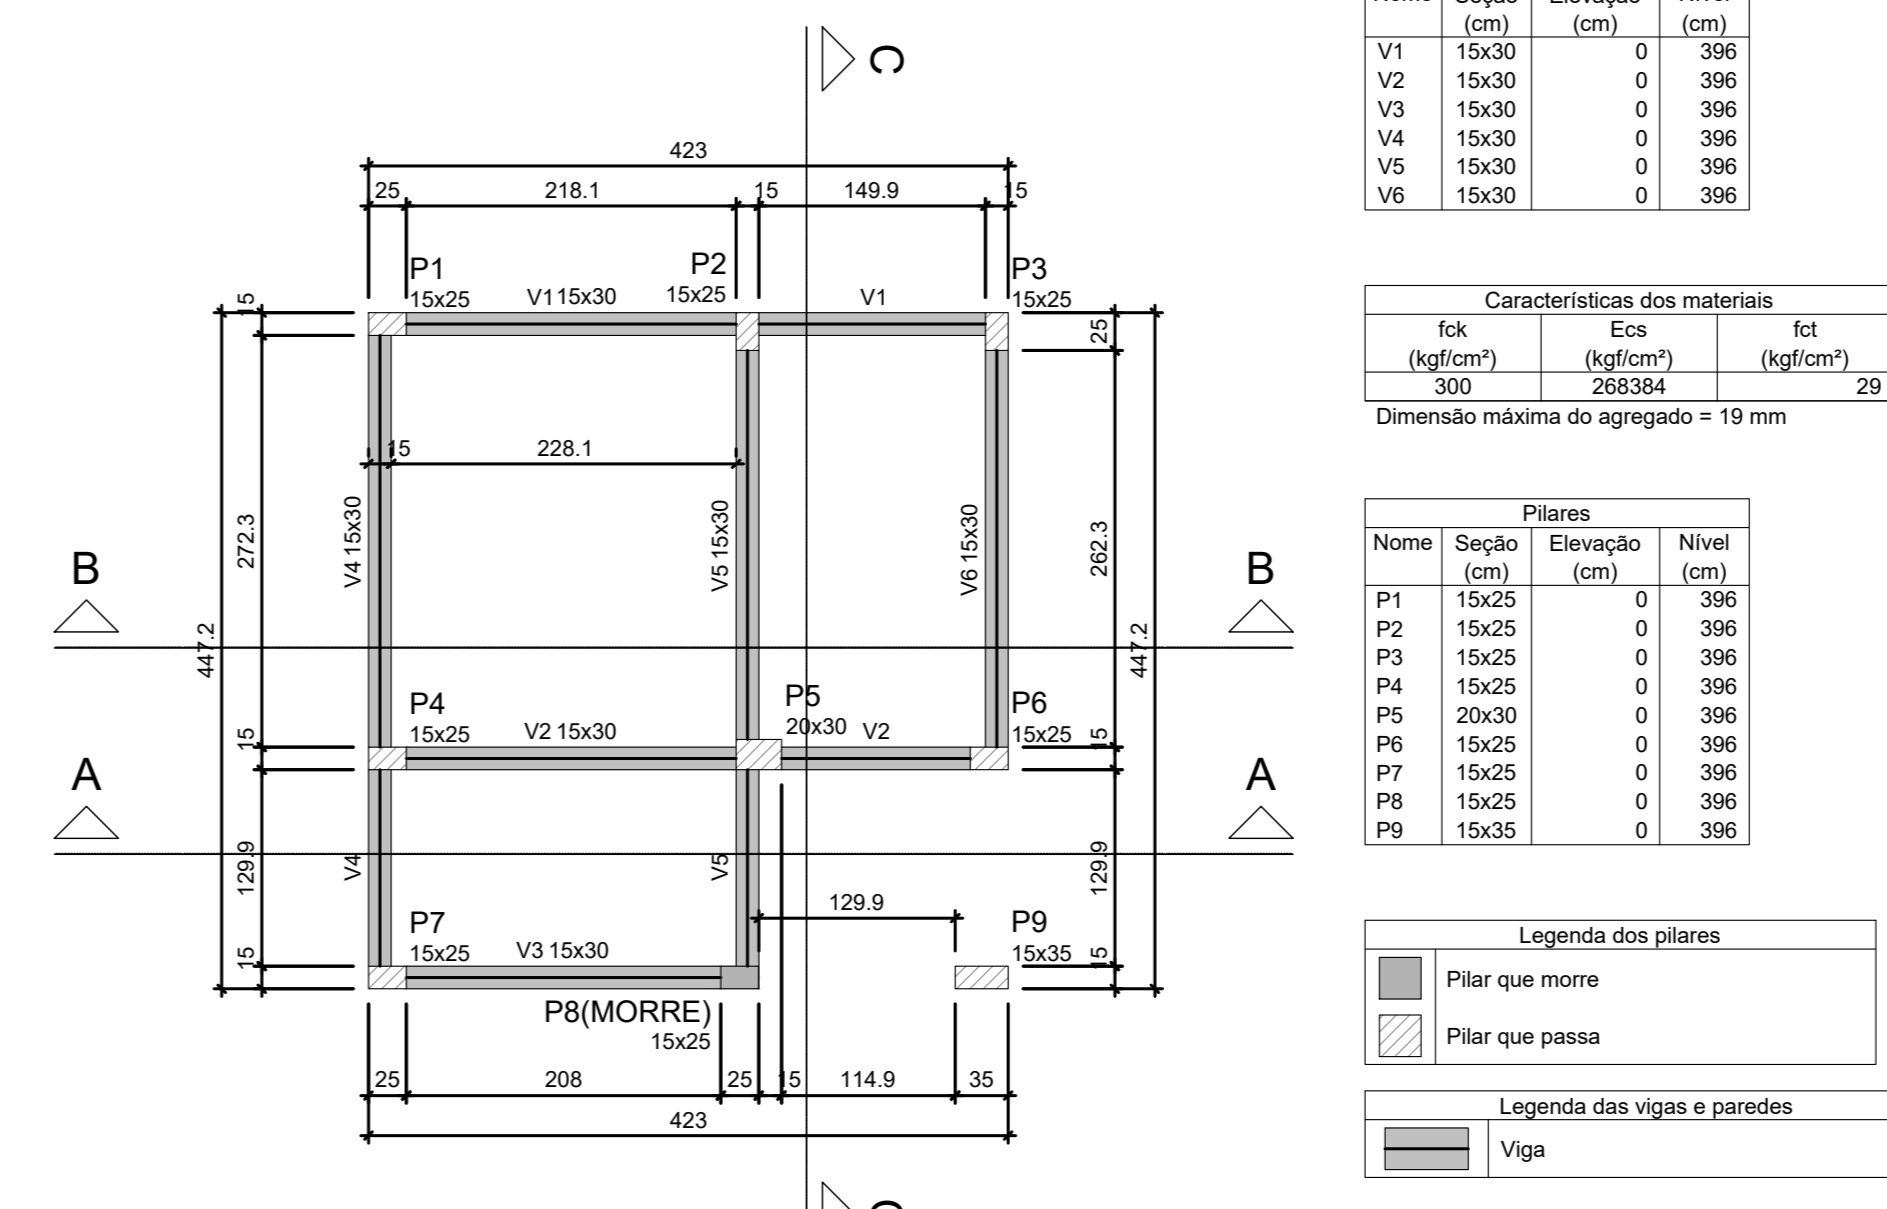 Nome Seção Elevação Nível
(cm) (cm) (cm)
V1 15x30 0 396
V2 15x30 0 396
V3 15x30 0 396
V4 15x30 0 396
V5 15x30 0 396
V6 15x30 0 396
Características dos materiais
fck Ecs fct
(kgf/cm²) (kgf/cm²) (kgf/cm²)
300 268384 29
Dimensão máxima do agregado = 19 mm
Pilares
Nome Seção Elevação Nível
(cm) (cm) (cm)
P1 15x25 0 396
P2 15x25 0 396
P3 15x25 0 396
P4 15x25 0 396
P5 20x30 0 396
P6 15x25 0 396
P7 15x25 0 396
P8 15x25 0 396
P9 15x35 0 396
Legenda dos pilares
Pilar que morre
Pilar que passa
Legenda das vigas e paredes
Viga
C
423
25 218.1 15 149.9 15
P1 P2 P3
15x25 V1 15x30 15x25 V1 15x25
15
25
15 228.1
272.3
V4 15x30
V5 15x30
V6 15x30
262.3
B B
447.2
447.2
P4 P5 P6
15x25 V2 15x30 20x30 V2 15x25
15
15
A A
129.9
V4
V5
129.9
129.9
P7 P9
15x25 V3 15x30 15x35
15
15
P8(MORRE)
15x25
25 208 25 15 114.9 35
423
C